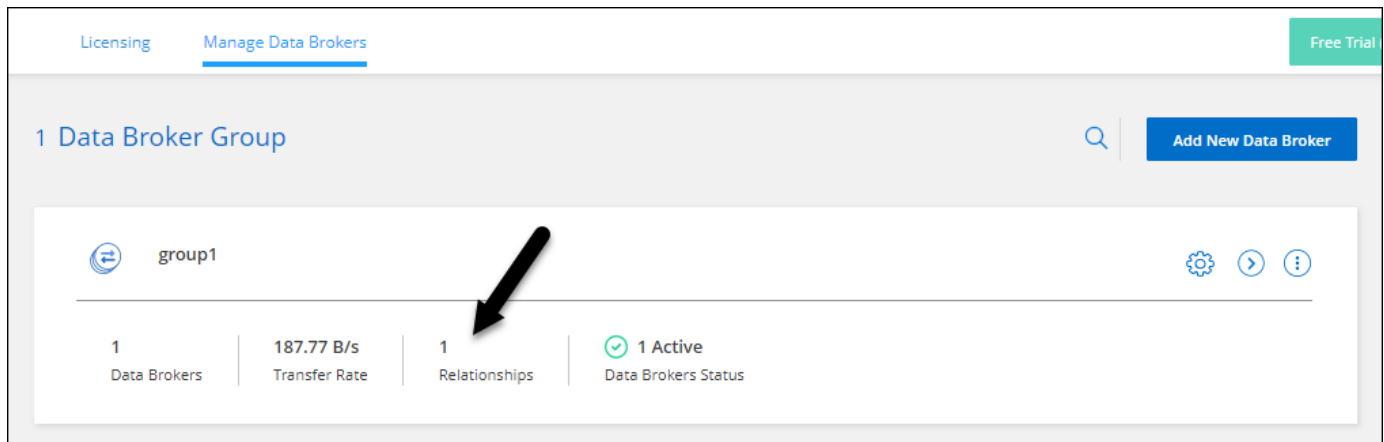 Licensing Manage Data Brokers Free Trial
1 Data Broker Group Add New Data Broker
group1
1 187.77 B/s 1 1 Active
Data Brokers Transfer Rate Relationships Data Brokers Status